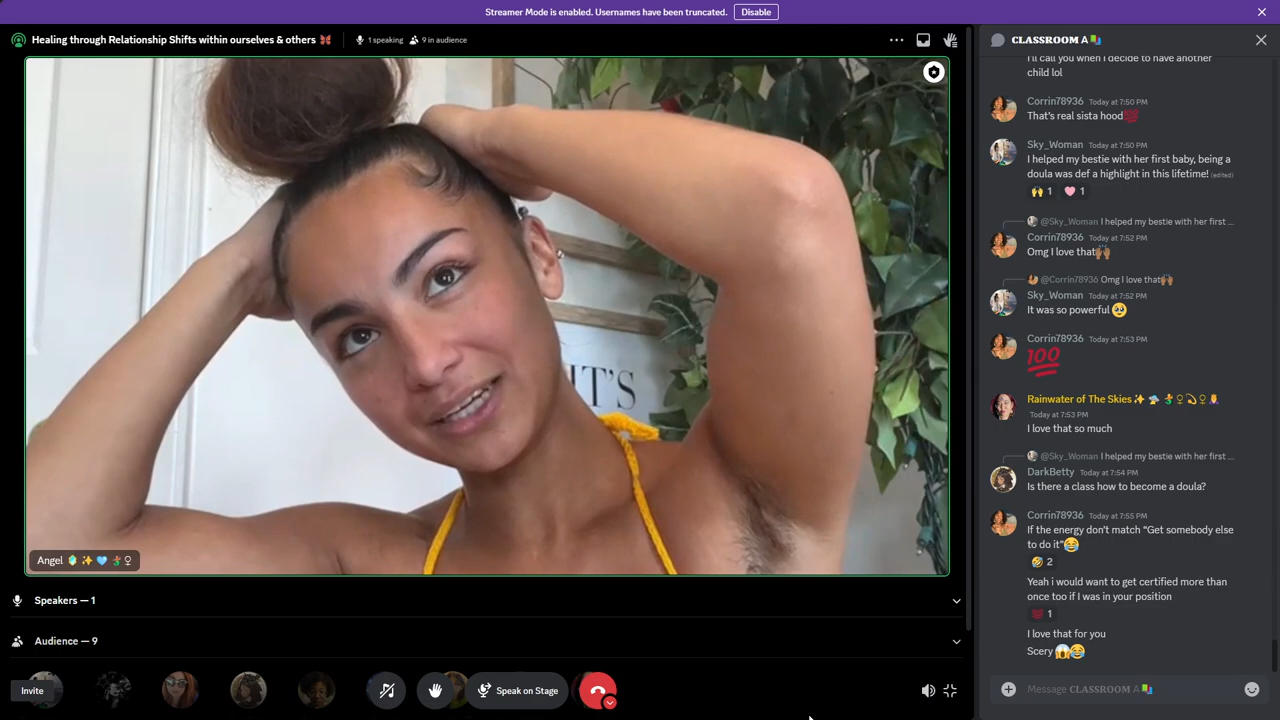 Streamer Mode is enabled. Usernames have been truncated.
Disable
Healing through Relationship Shifts within ourselves & others 🦋
1 speaking
9 in audience
CLASSROOM A
IT'S
Angel
Speakers — 1
Audience — 9
Invite
Speak on Stage
I'll call you when I decide to have another
child lol
Corrin78936 Today at 7:50 PM
That's real sista hood💯
Sky_Woman Today at 7:50 PM
I helped my bestie with her first baby, being a
doula was def a highlight in this lifetime! (edited)
🙌 1 🩷 1
@Sky_Woman I helped my bestie with her first ...
Corrin78936 Today at 7:52 PM
Omg I love that🙌🏾
@Corrin78936 Omg I love that🙌🏾
Sky_Woman Today at 7:52 PM
It was so powerful 🥹
Corrin78936 Today at 7:53 PM
💯
Rainwater of The Skies
Today at 7:53 PM
I love that so much
@Sky_Woman I helped my bestie with her first ...
DarkBetty Today at 7:54 PM
Is there a class how to become a doula?
Corrin78936 Today at 7:55 PM
If the energy don't match "Get somebody else
to do it"😂
🤣 2
Yeah i would want to get certified more than
once too if I was in your position
💯 1
I love that for you
Scery 😱😂
Message CLASSROOM A